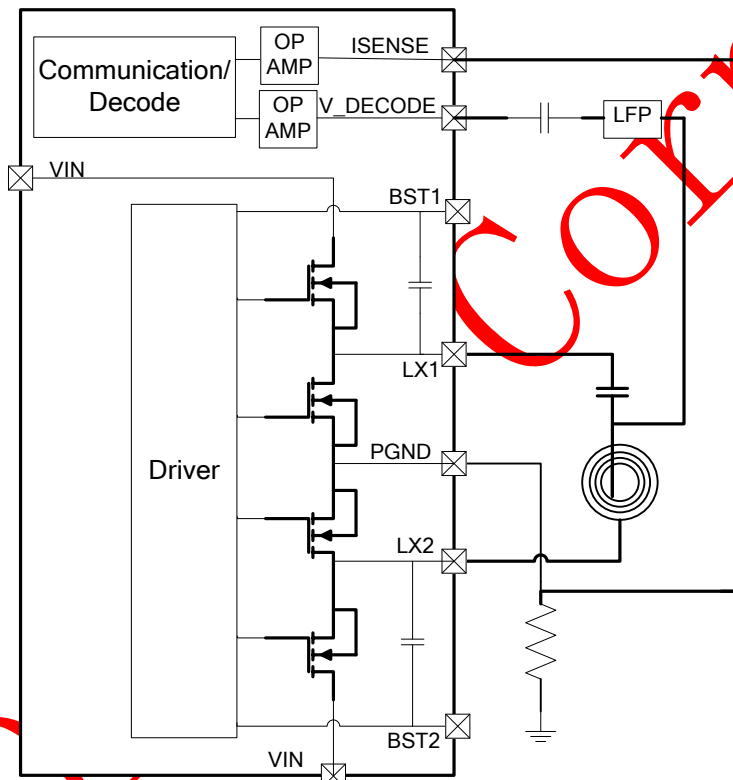 Communication/
Decode
OP
AMP
ISENSE
OP
AMP
V_DECODE
LFP
VIN
BST1
LX1
Driver
PGND
LX2
BST2
VIN